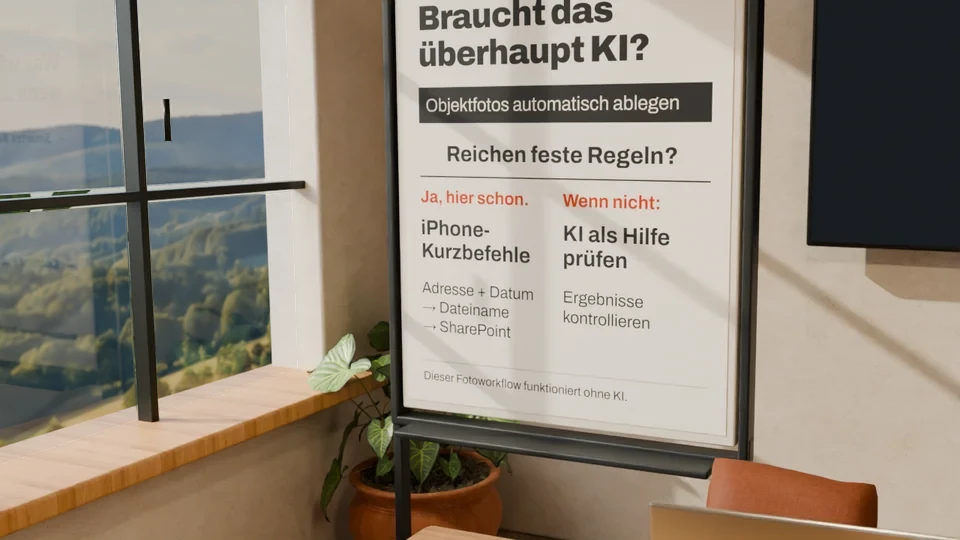 Braucht das
überhaupt KI?
Objektfotos automatisch ablegen
Reichen feste Regeln?
Ja, hier schon.
iPhone-
Kurzbefehle
Adresse + Datum
→ Dateiname
→ SharePoint
Wenn nicht:
KI als Hilfe
prüfen
Ergebnisse
kontrollieren
Dieser Fotoworkflow funktioniert ohne KI.